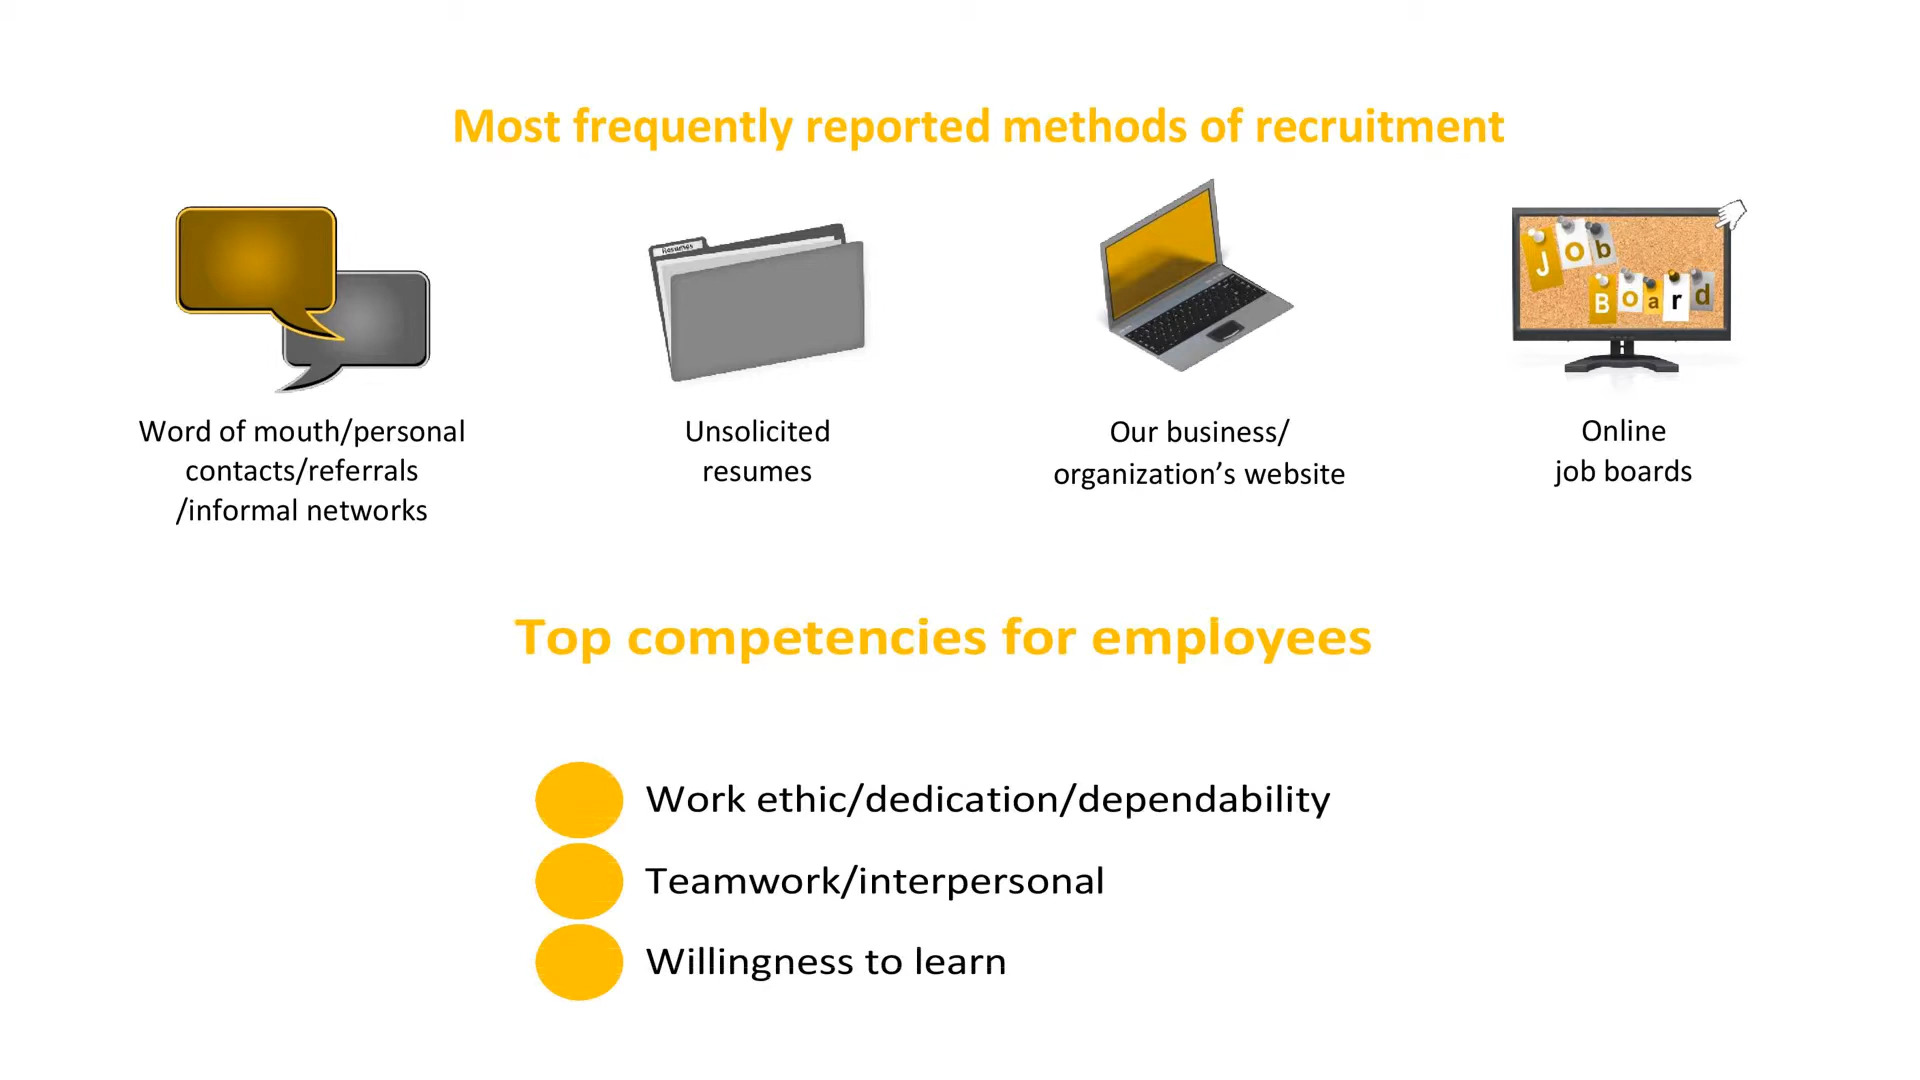 Most frequently reported methods of recruitment
Resumes
Job
Board
Word of mouth/personal
contacts/referrals
/informal networks
Unsolicited
resumes
Our business/
organization’s website
Online
job boards
Top competencies for employees
Work ethic/dedication/dependability
Teamwork/interpersonal
Willingness to learn